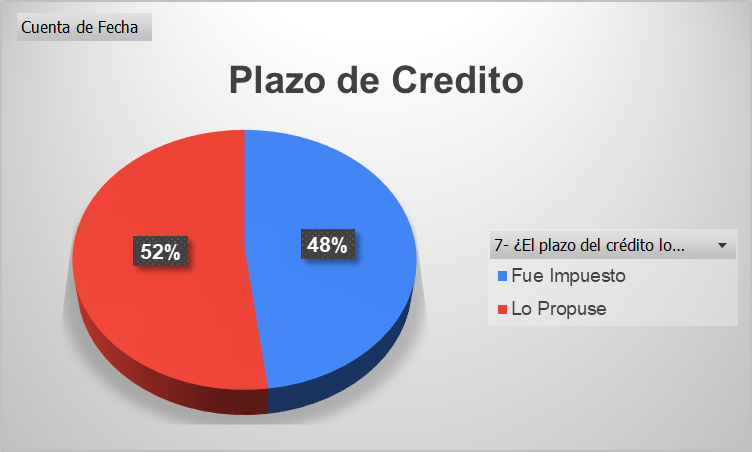 Cuenta de Fecha
Plazo de Credito
52%
48%
7- ¿El plazo del crédito lo...
Fue Impuesto
Lo Propuse